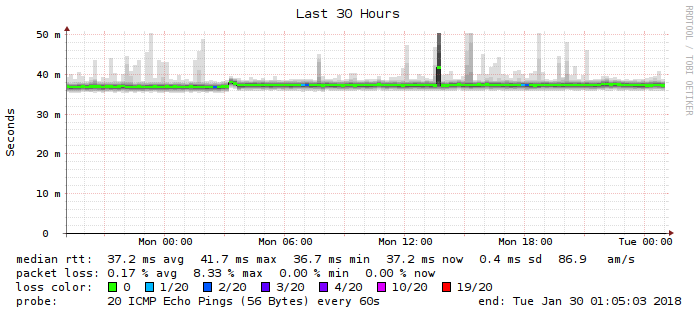 Last 30 Hours
RRDTOOL / TOBI OETIKER
Seconds
50 m
40 m
30 m
20 m
10 m
0
Mon 00:00 Mon 06:00 Mon 12:00 Mon 18:00 Tue 00:00
median rtt: 37.2 ms avg 41.7 ms max 36.7 ms min 37.2 ms now 0.4 ms sd 86.9 am/s
packet loss: 0.17 % avg 8.33 % max 0.00 % min 0.00 % now
loss color: 0 1/20 2/20 3/20 4/20 10/20 19/20
probe: 20 ICMP Echo Pings (56 Bytes) every 60s end: Tue Jan 30 01:05:03 2018